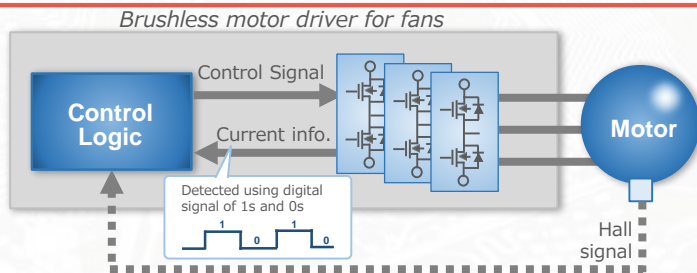 Brushless motor driver for fans
Control Signal
Control
Logic
Current info.
Motor
Detected using digital
signal of 1s and 0s
1
1
0
0
Hall
signal